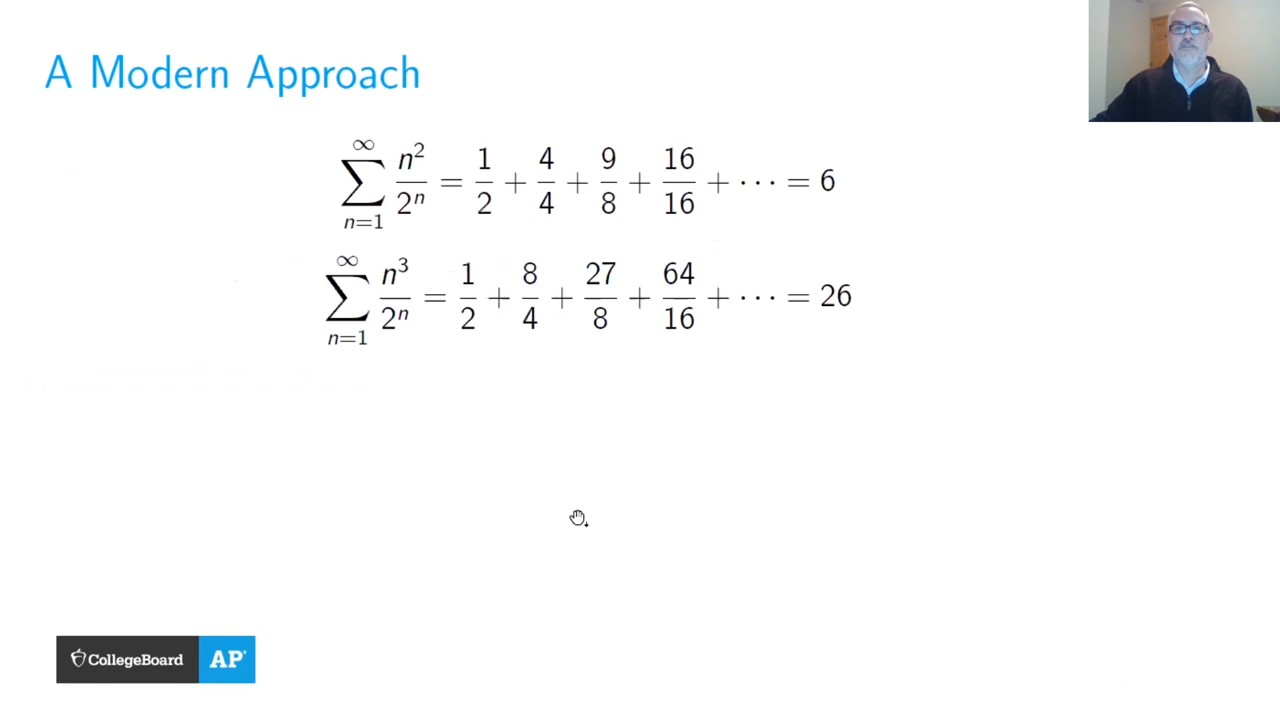 A Modern Approach
∑_{n=1}^{∞} n²/2ⁿ = 1/2 + 4/4 + 9/8 + 16/16 + ⋯ = 6
∑_{n=1}^{∞} n³/2ⁿ = 1/2 + 8/4 + 27/8 + 64/16 + ⋯ = 26
CollegeBoard AP®